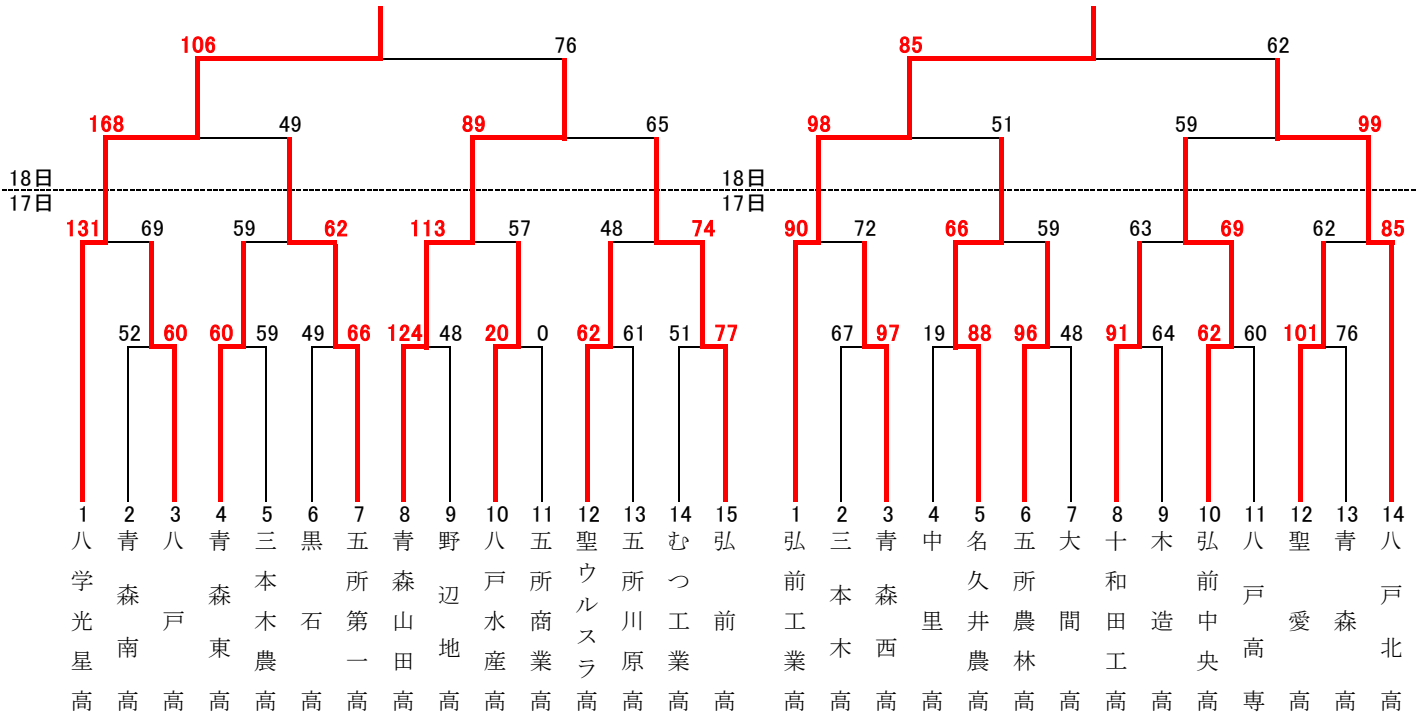 106 76 85 62
168 49 89 65 98 51 59 99
18日 18日
17日 17日
131 69 59 62 113 57 48 74 90 72 66 59 63 69 62 85
52 60 60 59 49 66 124 48 20 0 62 61 51 77 67 97 19 88 96 48 91 64 62 60 101 76
1 2 3 4 5 6 7 8 9 10 11 12 13 14 15 1 2 3 4 5 6 7 8 9 10 11 12 13 14
八学光星高
青森南高
八戸高
青森東高
三本木農高
黒石高
五所第一高
青森山田高
野辺地高
八戸水産高
五所商業高
聖ウルスラ高
五所川原高
むつ工業高
弘前高
弘前工業高
三本木高
青森西高
中里高
名久井農高
五所農林高
大間高
十和田工高
木造高
弘前中央高
八戸高専
聖愛高
青森高
八戸北高